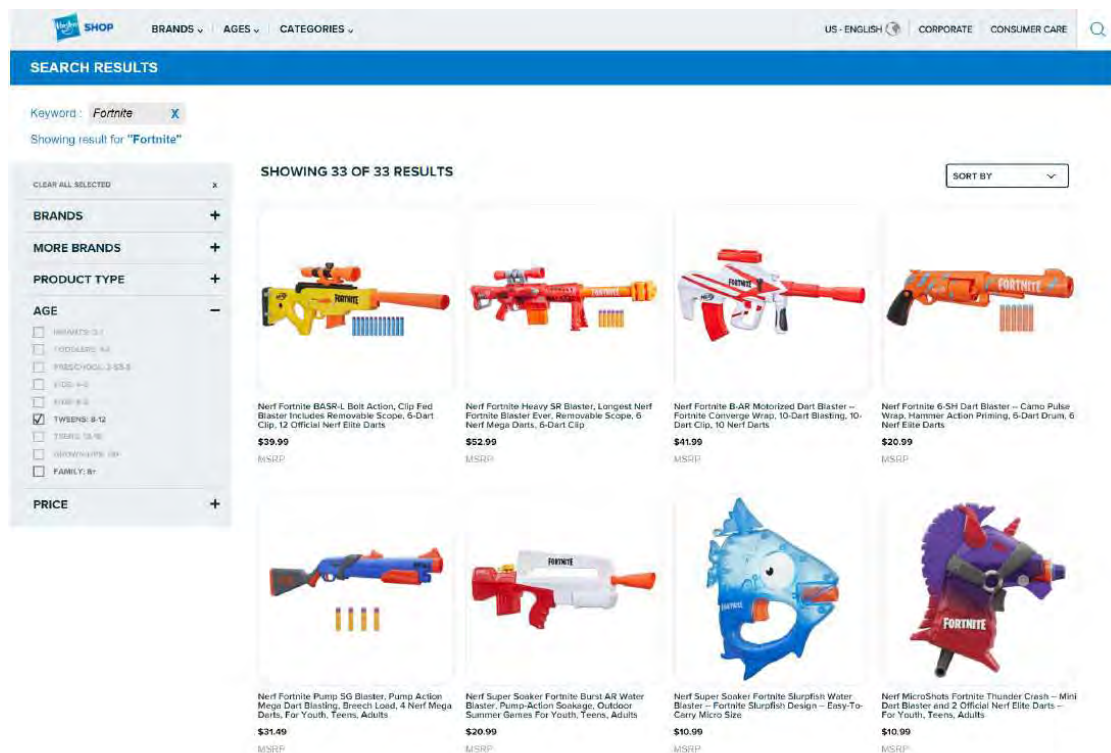 Hasbro SHOP BRANDS AGES CATEGORIES US - ENGLISH CORPORATE CONSUMER CARE
SEARCH RESULTS
Keyword : Fortnite X
Showing result for "Fortnite"
SHOWING 33 OF 33 RESULTS
SORT BY
CLEAR ALL SELECTED x
BRANDS +
MORE BRANDS +
PRODUCT TYPE +
AGE −
TODDLERS:
PRESCHOOL:
TWEENS: 8-12
FAMILY: 8+
PRICE +
FORTNITE
FORTNITE
FORTNITE
Nerf Fortnite BASR-L Bolt Action, Clip Fed
Blaster Includes Removable Scope, 6-Dart
Clip, 12 Official Nerf Elite Darts
$39.99
MSRP
Nerf Fortnite Heavy SR Blaster, Longest Nerf
Fortnite Blaster Ever, Removable Scope, 6
Nerf Mega Darts, 6-Dart Clip
$52.99
MSRP
Nerf Fortnite B-AR Motorized Dart Blaster –
Fortnite Converge Wrap, 10-Dart Blasting, 10-
Dart Clip, 10 Nerf Darts
$41.99
MSRP
Nerf Fortnite 6-SH Dart Blaster – Camo Pulse
Wrap, Hammer Action Priming, 6-Dart Drum, 6
Nerf Elite Darts
$20.99
MSRP
FORTNITE
FORTNITE
FORTNITE
Nerf Fortnite Pump SG Blaster, Pump Action
Mega Dart Blasting, Breech Load, 4 Nerf Mega
Darts, For Youth, Teens, Adults
$31.49
MSRP
Nerf Super Soaker Fortnite Burst AR Water
Blaster, Pump-Action Soakage, Outdoor
Summer Games For Youth, Teens, Adults
$20.99
MSRP
Nerf Super Soaker Fortnite Slurpfish Water
Blaster – Fortnite Slurpfish Design – Easy-To-
Carry Micro Size
$10.99
MSRP
Nerf MicroShots Fortnite Thunder Crash – Mini
Dart Blaster and 2 Official Nerf Elite Darts –
For Youth, Teens, Adults
$10.99
MSRP